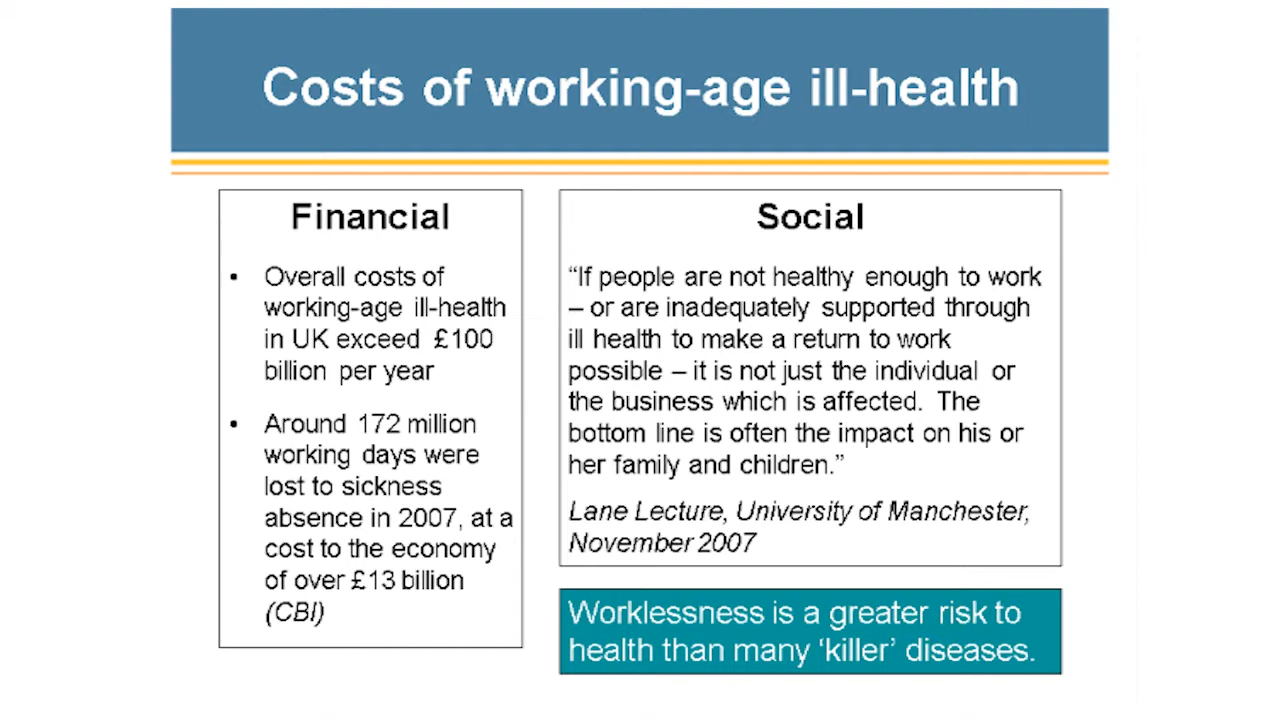 Costs of working-age ill-health
Financial
• Overall costs of
working-age ill-health
in UK exceed £100
billion per year
• Around 172 million
working days were
lost to sickness
absence in 2007, at a
cost to the economy
of over £13 billion
(CBI)
Social
“If people are not healthy enough to work
– or are inadequately supported through
ill health to make a return to work
possible – it is not just the individual or
the business which is affected. The
bottom line is often the impact on his or
her family and children.”
Lane Lecture, University of Manchester,
November 2007
Worklessness is a greater risk to
health than many ‘killer’ diseases.